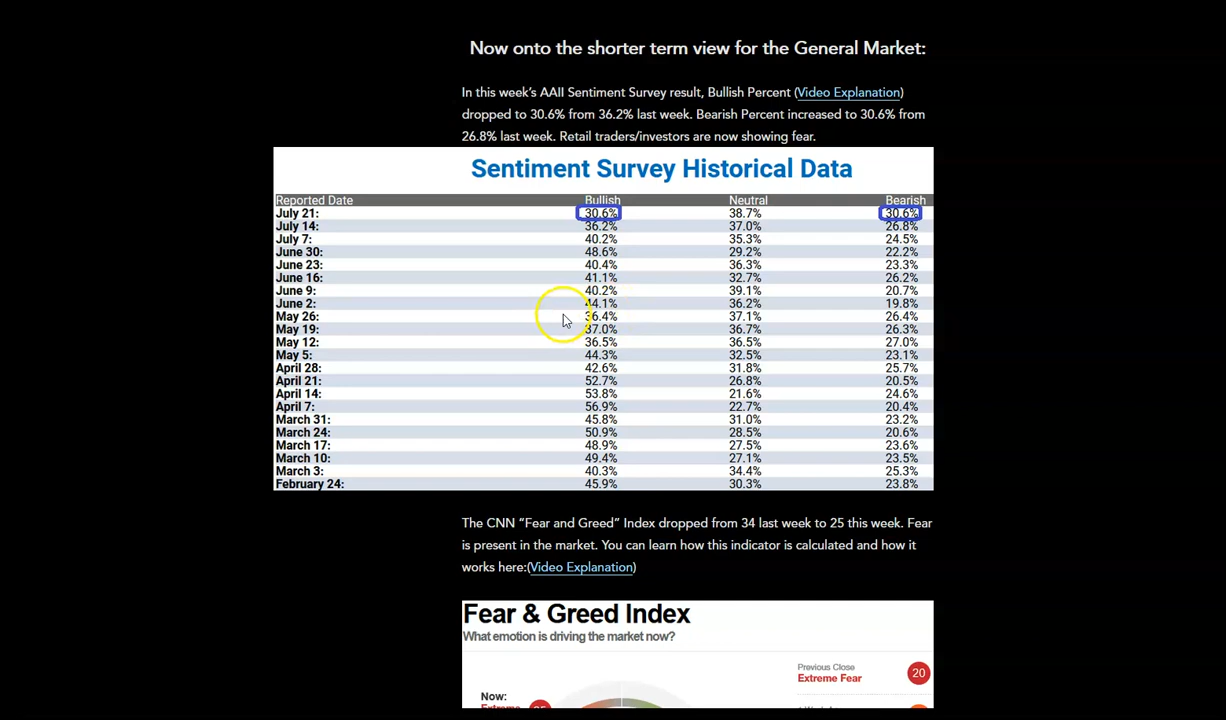 Now onto the shorter term view for the General Market:
In this week's AAII Sentiment Survey result, Bullish Percent (Video Explanation)
dropped to 30.6% from 36.2% last week. Bearish Percent increased to 30.6% from
26.8% last week. Retail traders/investors are now showing fear.
Sentiment Survey Historical Data
Reported Date Bullish Neutral Bearish
July 21: 30.6% 38.7% 30.6%
July 14: 36.2% 37.0% 26.8%
July 7: 40.2% 35.3% 24.5%
June 30: 48.6% 29.2% 22.2%
June 23: 40.4% 36.3% 23.3%
June 16: 41.1% 32.7% 26.2%
June 9: 40.2% 39.1% 20.7%
June 2: 44.1% 36.2% 19.8%
May 26: 36.4% 37.1% 26.4%
May 19: 37.0% 36.7% 26.3%
May 12: 36.5% 36.5% 27.0%
May 5: 44.3% 32.5% 23.1%
April 28: 42.6% 31.8% 25.7%
April 21: 52.7% 26.8% 20.5%
April 14: 53.8% 21.6% 24.6%
April 7: 56.9% 22.7% 20.4%
March 31: 45.8% 31.0% 23.2%
March 24: 50.9% 28.5% 20.6%
March 17: 48.9% 27.5% 23.6%
March 10: 49.4% 27.1% 23.5%
March 3: 40.3% 34.4% 25.3%
February 24: 45.9% 30.3% 23.8%
The CNN "Fear and Greed" Index dropped from 34 last week to 25 this week. Fear
is present in the market. You can learn how this indicator is calculated and how it
works here:(Video Explanation)
Fear & Greed Index
What emotion is driving the market now?
Previous Close
Extreme Fear 20
Now: